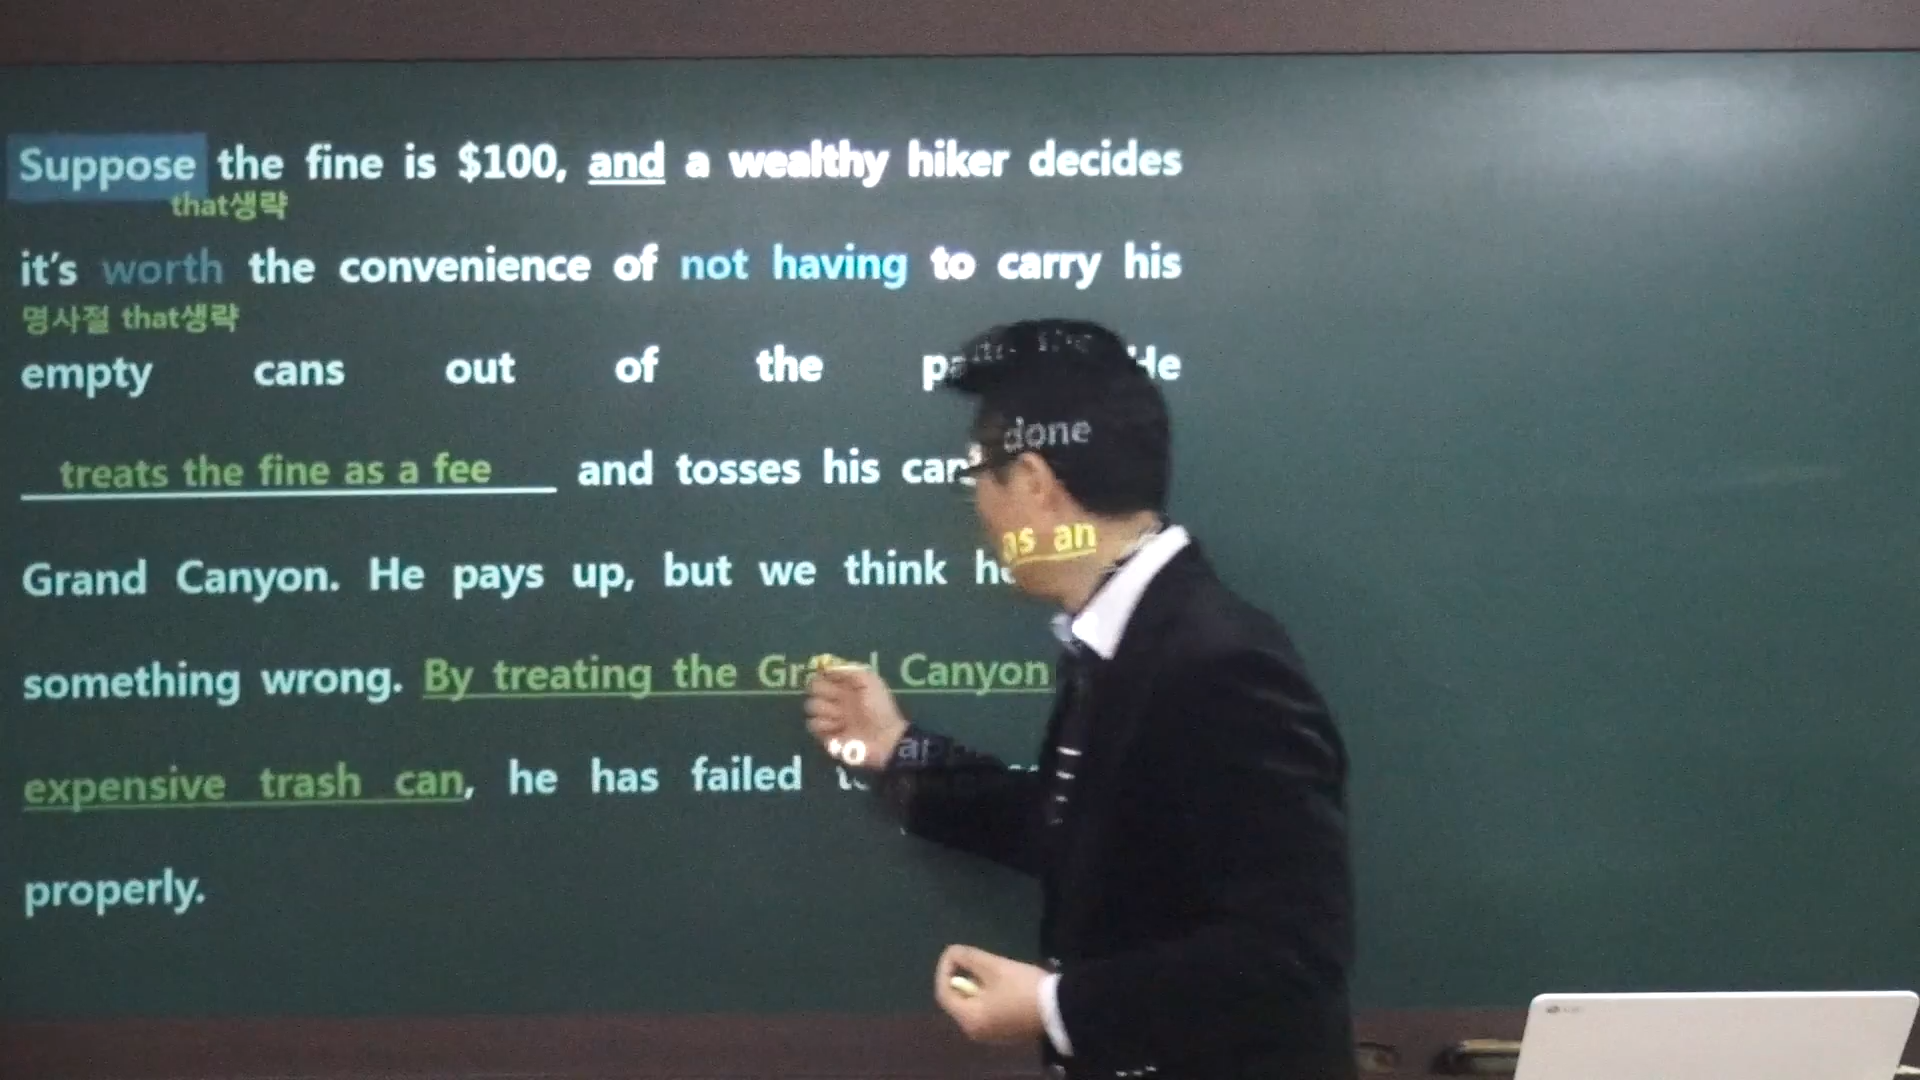 Suppose the fine is $100, and a wealthy hiker decides
that생략
it's worth the convenience of not having to carry his
명사절 that생략
empty cans out of the
treats the fine as a fee and tosses his
Grand Canyon. He pays up, but we think
done
something wrong. By treating the Grand Canyon as an
expensive trash can, he has failed to
properly.